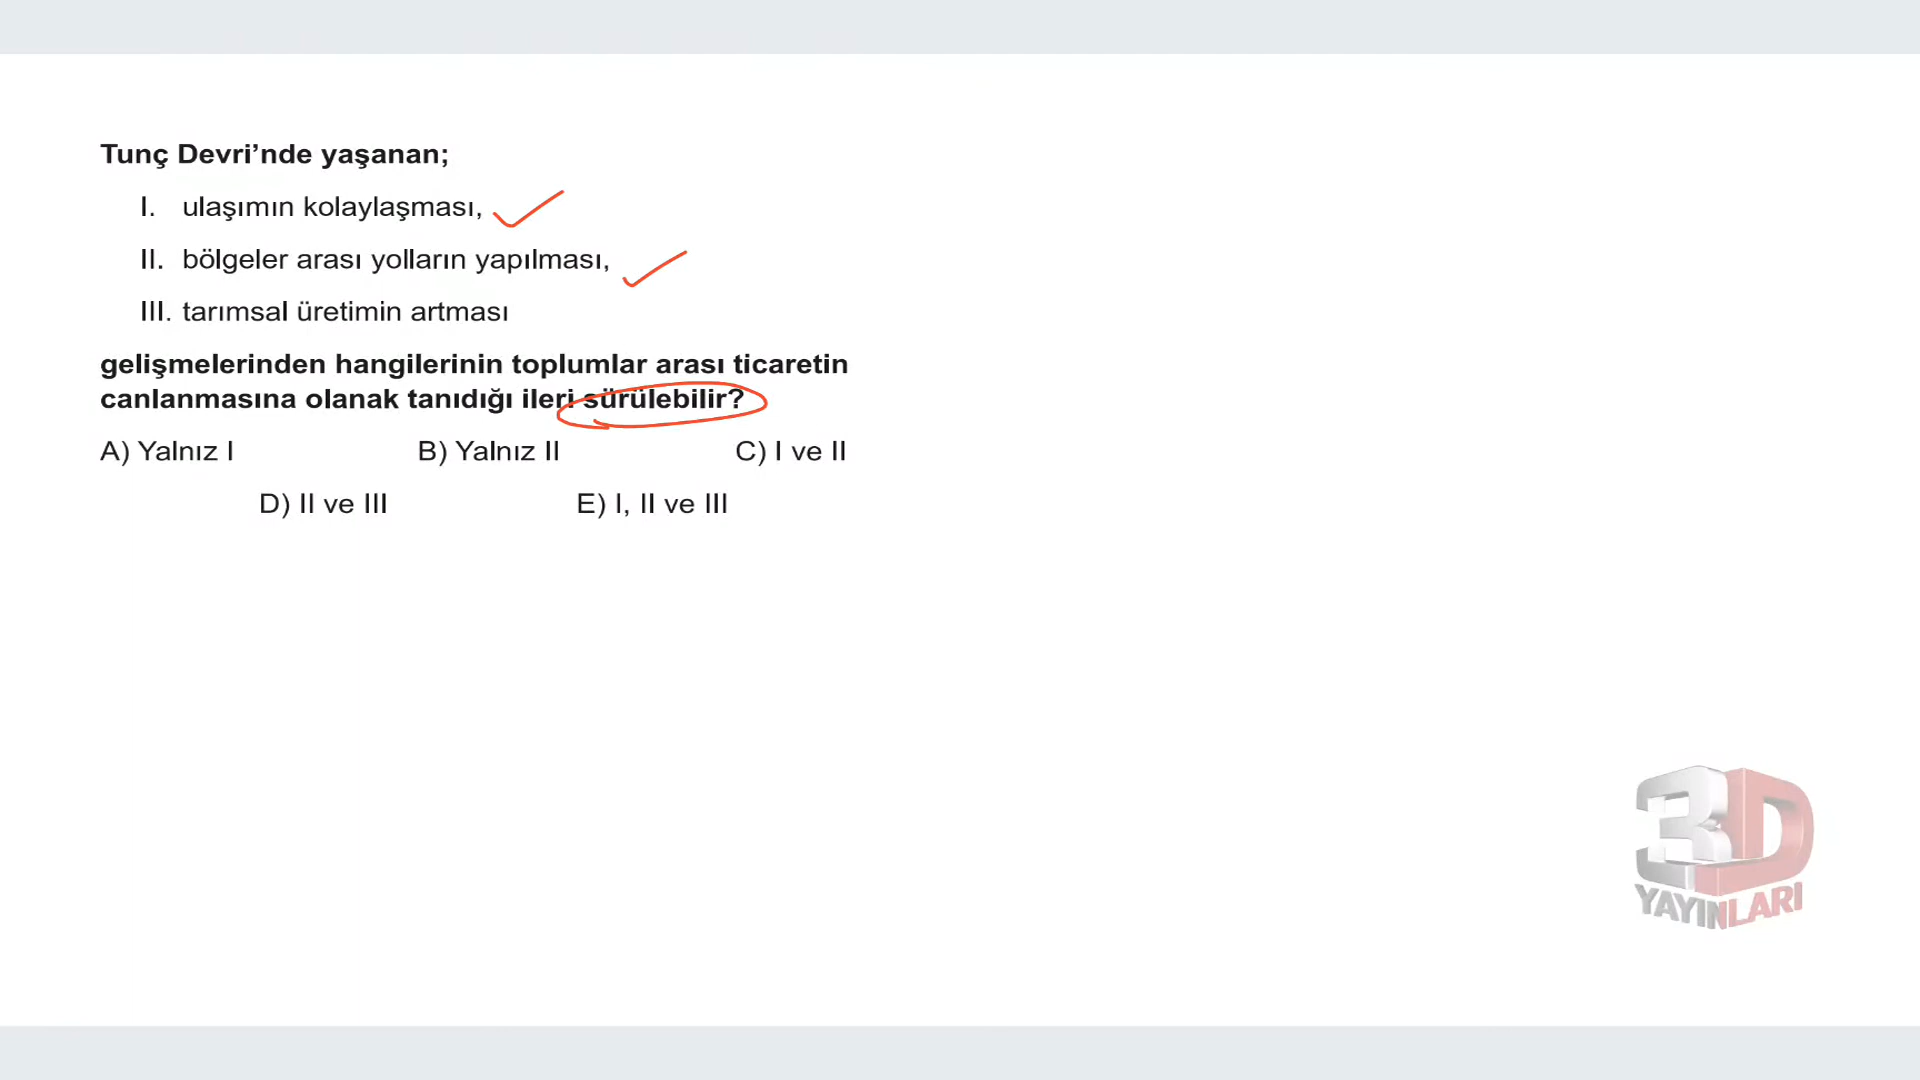 Tunç Devri’nde yaşanan;
I. ulaşımın kolaylaşması,
II. bölgeler arası yolların yapılması,
III. tarımsal üretimin artması
gelişmelerinden hangilerinin toplumlar arası ticaretin
canlanmasına olanak tanıdığı ileri sürülebilir?
A) Yalnız I B) Yalnız II C) I ve II
D) II ve III E) I, II ve III
3D
YAYINLARI